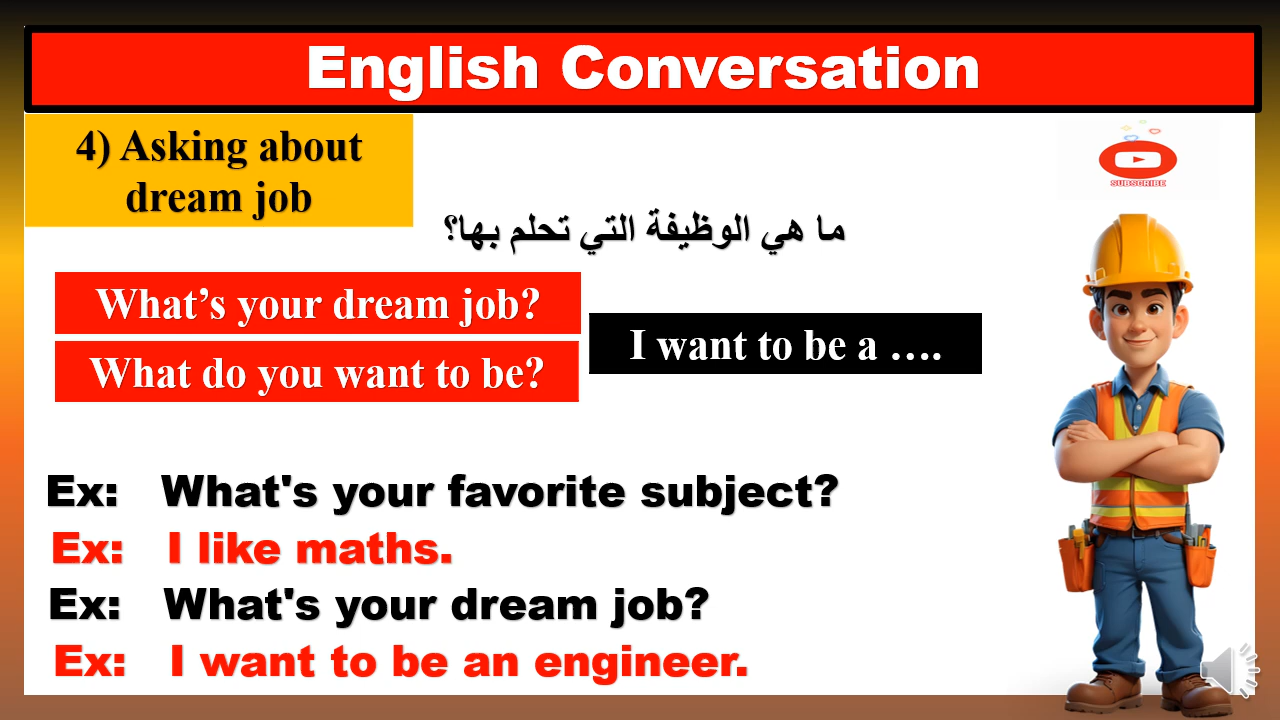 English Conversation
4) Asking about
dream job
SUBSCRIBE
ما هي الوظيفة التي تحلم بها؟
What’s your dream job?
What do you want to be?
I want to be a ….
Ex: What's your favorite subject?
Ex: I like maths.
Ex: What's your dream job?
Ex: I want to be an engineer.